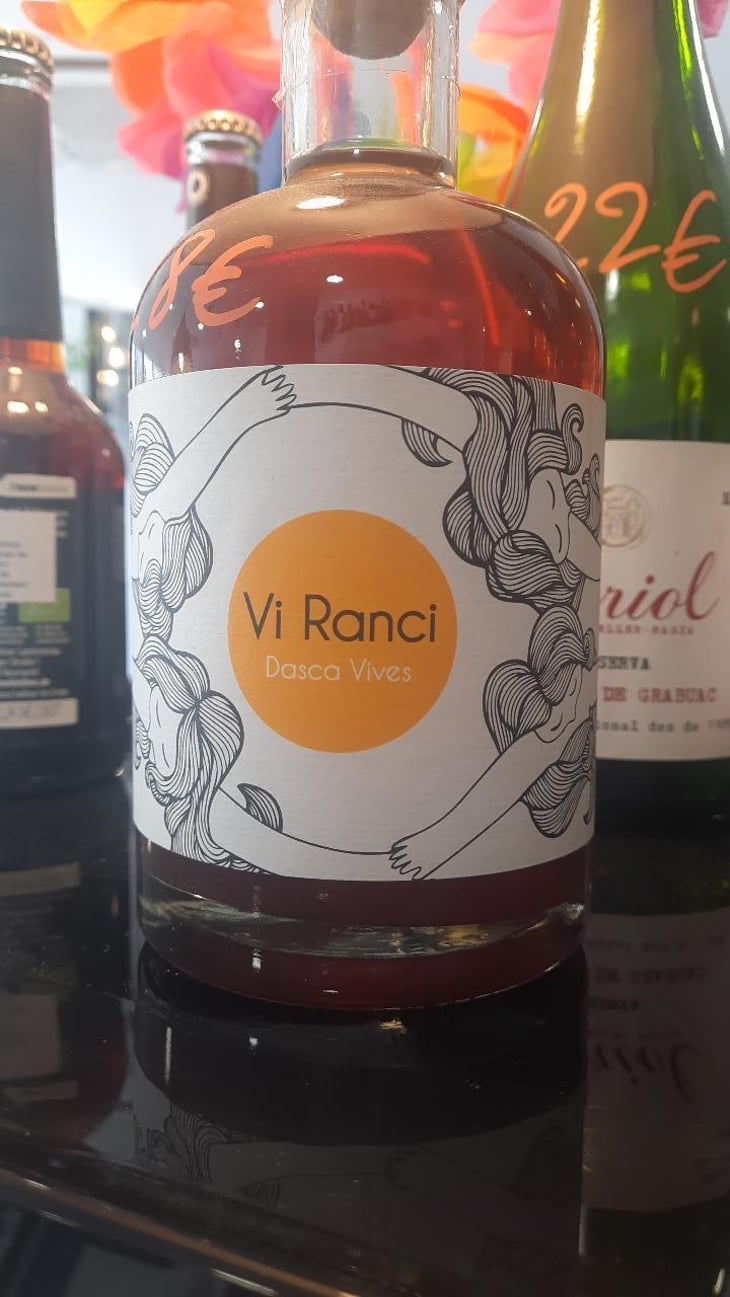 8€
22€
Vi Ranci
Dasca Vives
riol
SERVA
DE GRABUAC